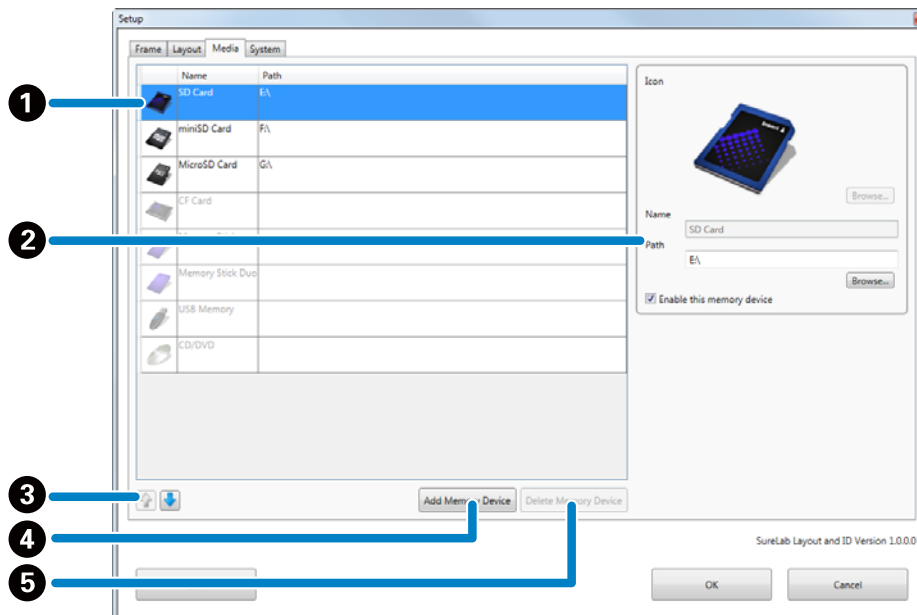 Setup
Frame Layout Media System
Name Path
1
SD Card E:\
miniSD Card F:\
MicroSD Card G:\
CF Card
2
Memory Stick Duo
USB Memory
CD/DVD
Icon
Insert
Browse...
Name
SD Card
Path
E:\
Browse...
Enable this memory device
3
Add Memory Device Delete Memory Device
4
SureLab Layout and ID Version 1.0.0.0
5
OK Cancel